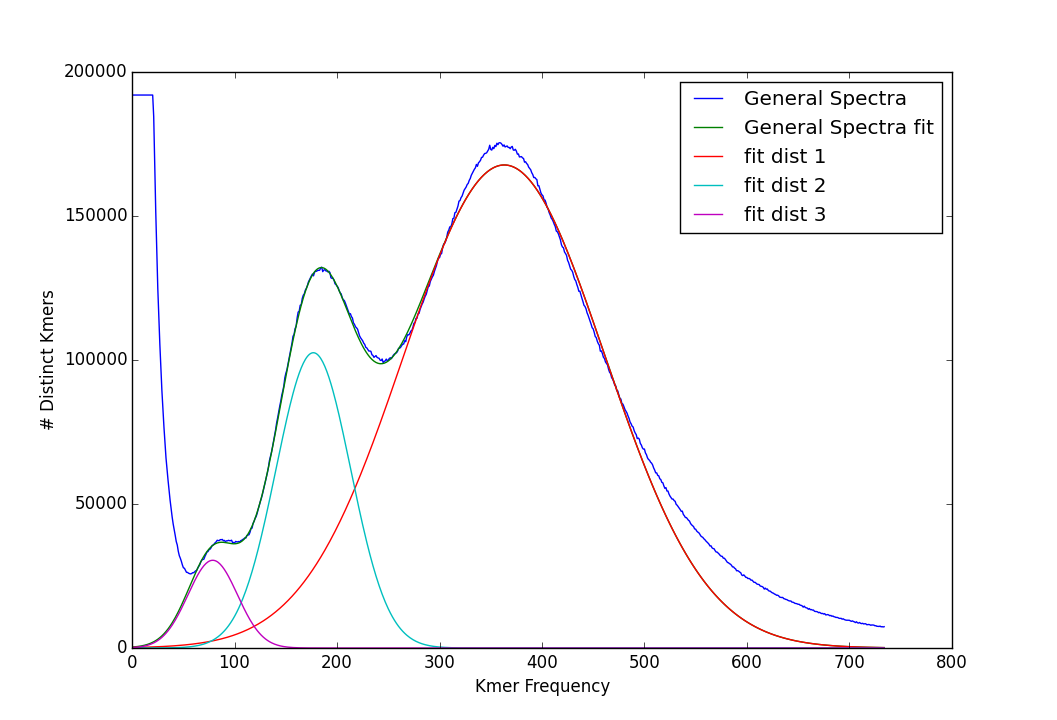 200000
150000
100000
50000
0
# Distinct Kmers
General Spectra
General Spectra fit
fit dist 1
fit dist 2
fit dist 3
0 100 200 300 400 500 600 700 800
Kmer Frequency